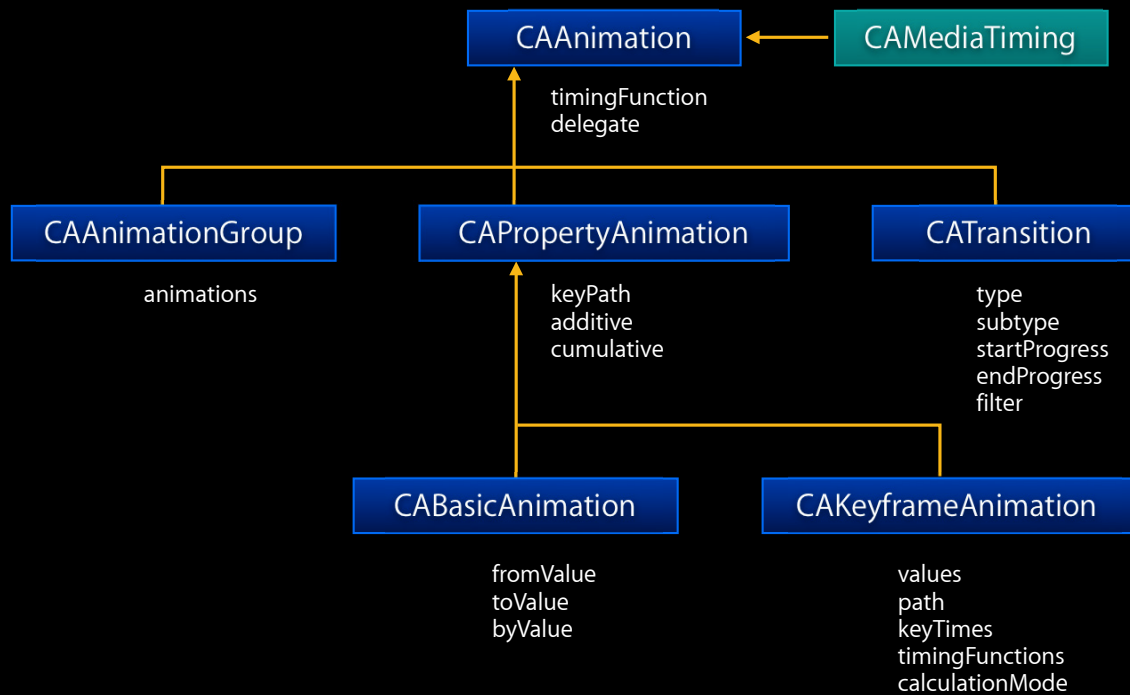 CAAnimation
CAMediaTiming
timingFunction
delegate
CAAnimationGroup
CAPropertyAnimation
CATransition
animations
keyPath
additive
cumulative
type
subtype
startProgress
endProgress
filter
CABasicAnimation
CAKeyframeAnimation
fromValue
toValue
byValue
values
path
keyTimes
timingFunctions
calculationMode